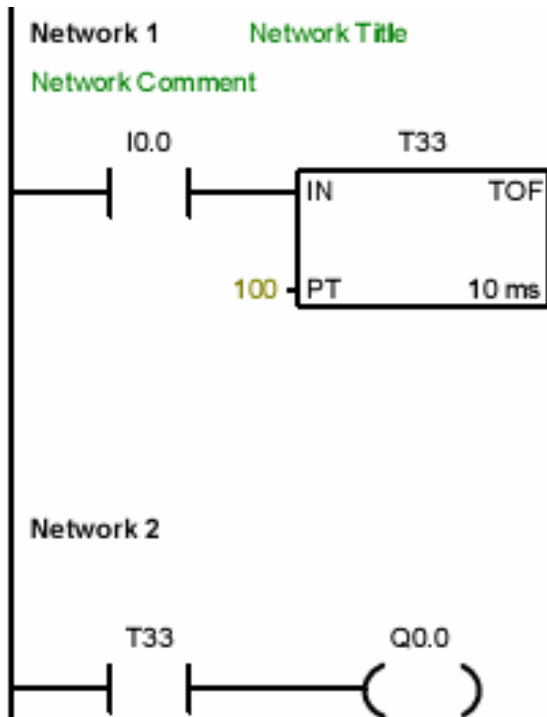 Network 1 Network Title
Network Comment
I0.0 T33
IN TOF
100 PT 10 ms
Network 2
T33 Q0.0